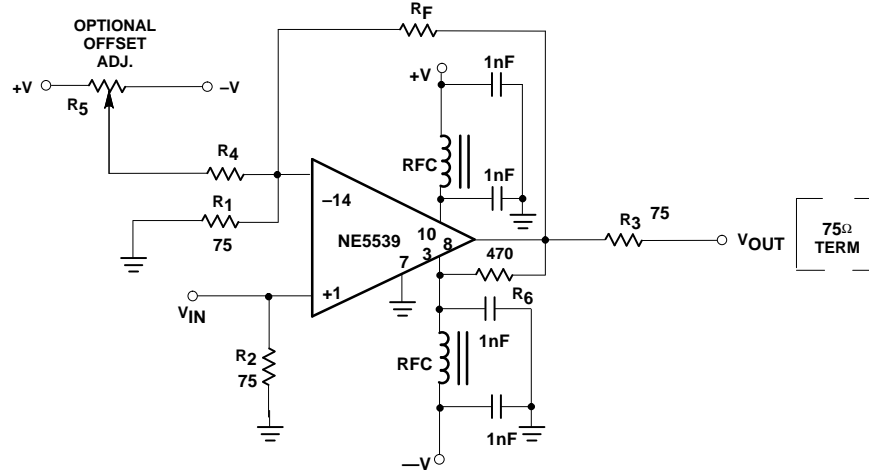 OPTIONAL
OFFSET
ADJ.
+V
R5
–V
RF
+V
1nF
RFC
1nF
R4
R1
75
–14
NE5539
10
8
3
7
+1
VIN
R2
75
470
R6
R3
75
VOUT
75Ω
TERM
1nF
RFC
1nF
—V